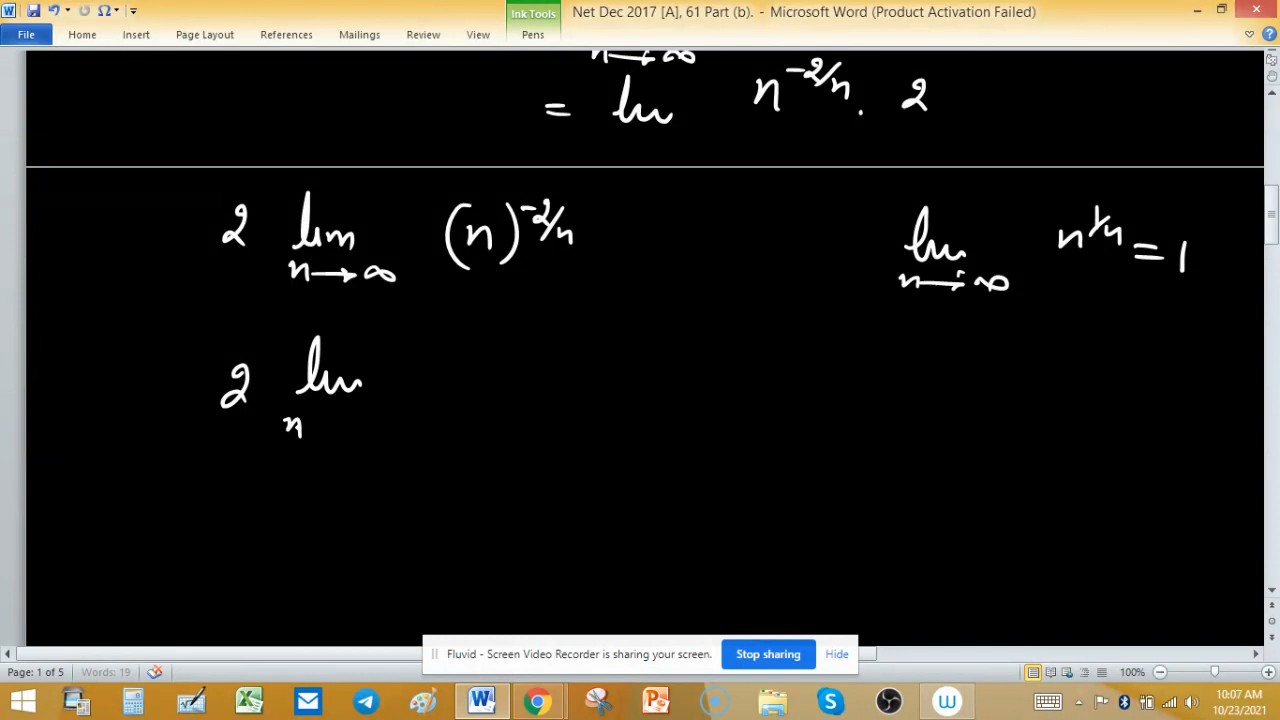 Ink Tools
Net Dec 2017 [A], 61 Part (b). - Microsoft Word (Product Activation Failed)
File Home Insert Page Layout References Mailings Review View Pens
n→∞
= lim n^-2/n . 2
2 lim (n)^-2/n
n→∞
lim n^1/n = 1
n→∞
2 lim
n
Fluvid - Screen Video Recorder is sharing your screen. Stop sharing Hide
Page: 1 of 5 Words: 19 100%
10:07 AM
10/23/2021